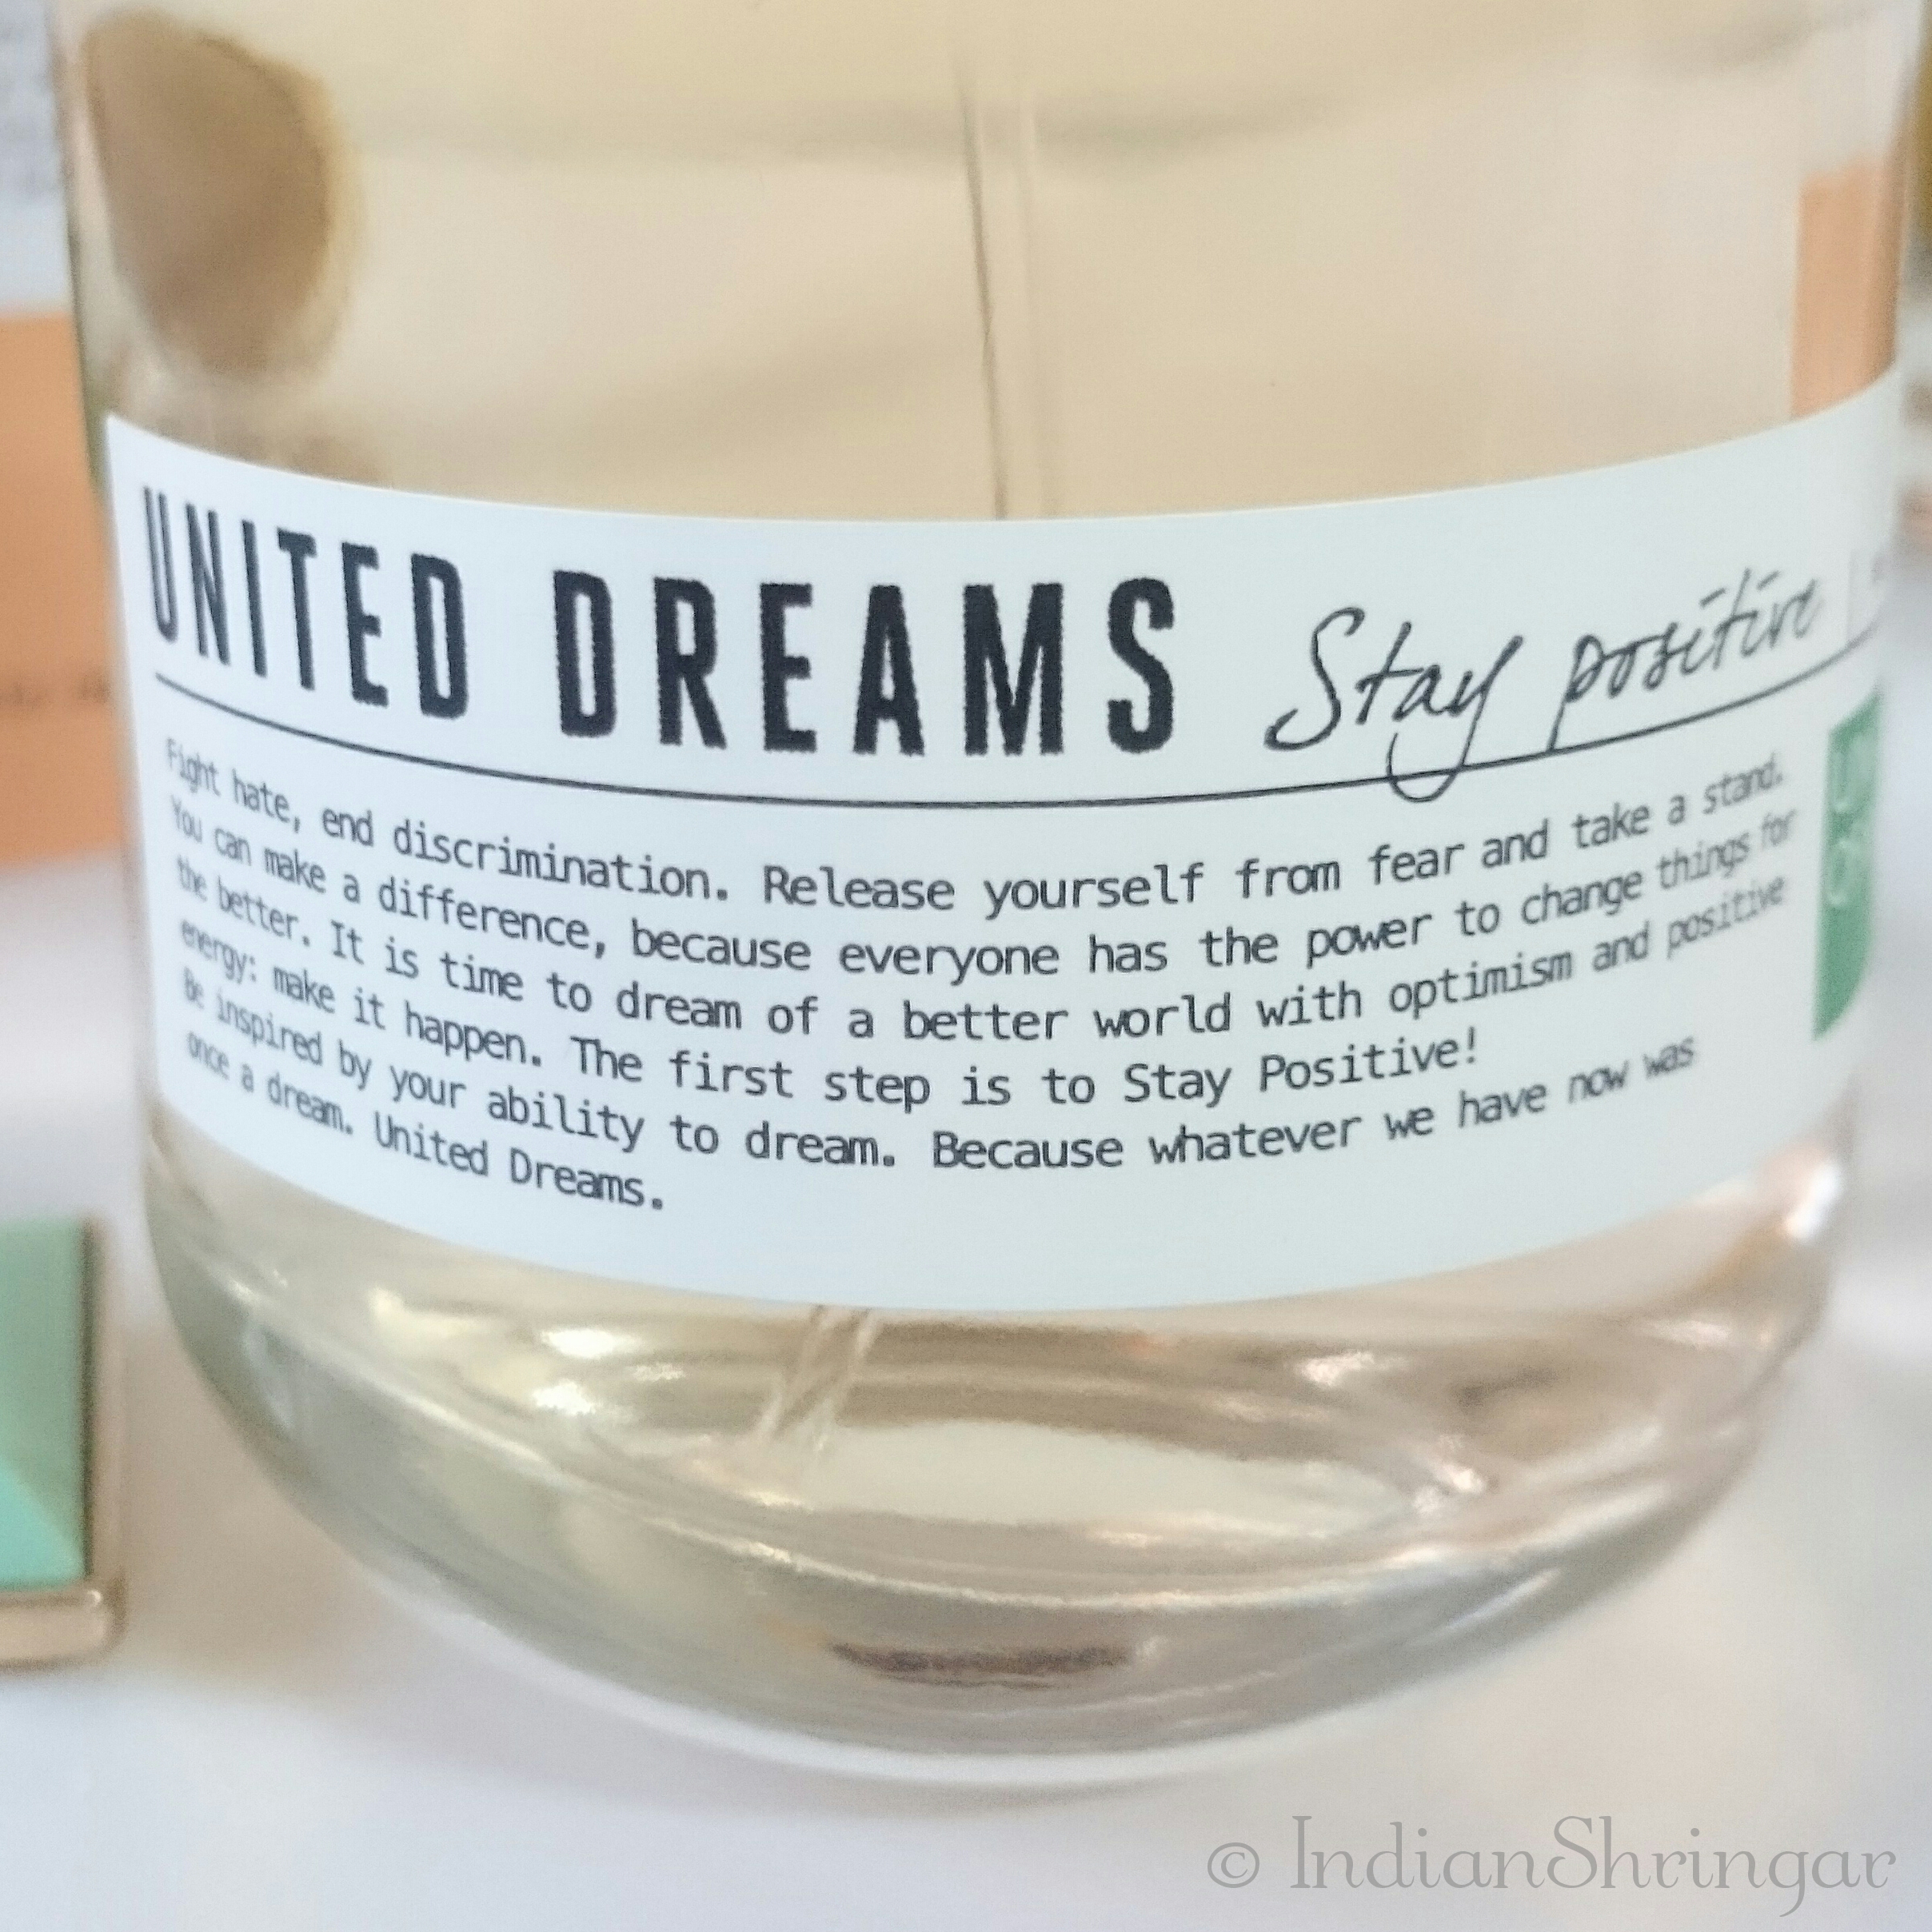 UNITED DREAMS Stay positive
Fight hate, end discrimination. Release yourself from fear and take a stand.
You can make a difference, because everyone has the power to change things for
the better. It is time to dream of a better world with optimism and positive
energy: make it happen. The first step is to Stay Positive!
Be inspired by your ability to dream. Because whatever we have now was
once a dream. United Dreams.
© IndianShringar